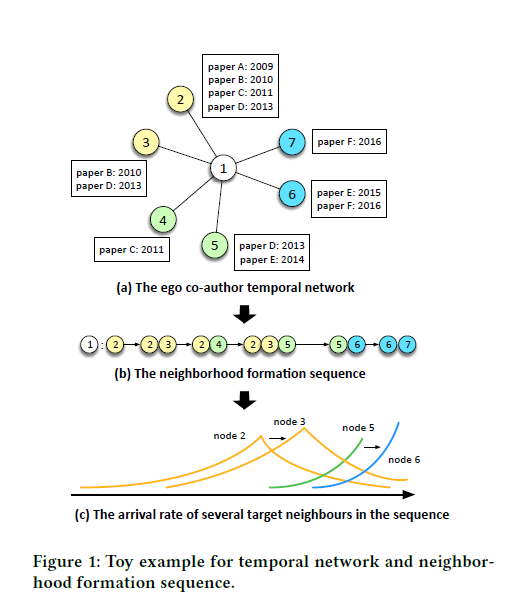 paper A: 2009
paper B: 2010
paper C: 2011
paper D: 2013
2
3
7
paper F: 2016
1
paper B: 2010
paper D: 2013
6
paper E: 2015
paper F: 2016
4
5
paper C: 2011
paper D: 2013
paper E: 2014
(a) The ego co-author temporal network
1 : 2 2 3 2 4 2 3 5 5 6 6 7
(b) The neighborhood formation sequence
node 2
node 3
node 5
node 6
(c) The arrival rate of several target neighbours in the sequence
Figure 1: Toy example for temporal network and neighbor-
hood formation sequence.